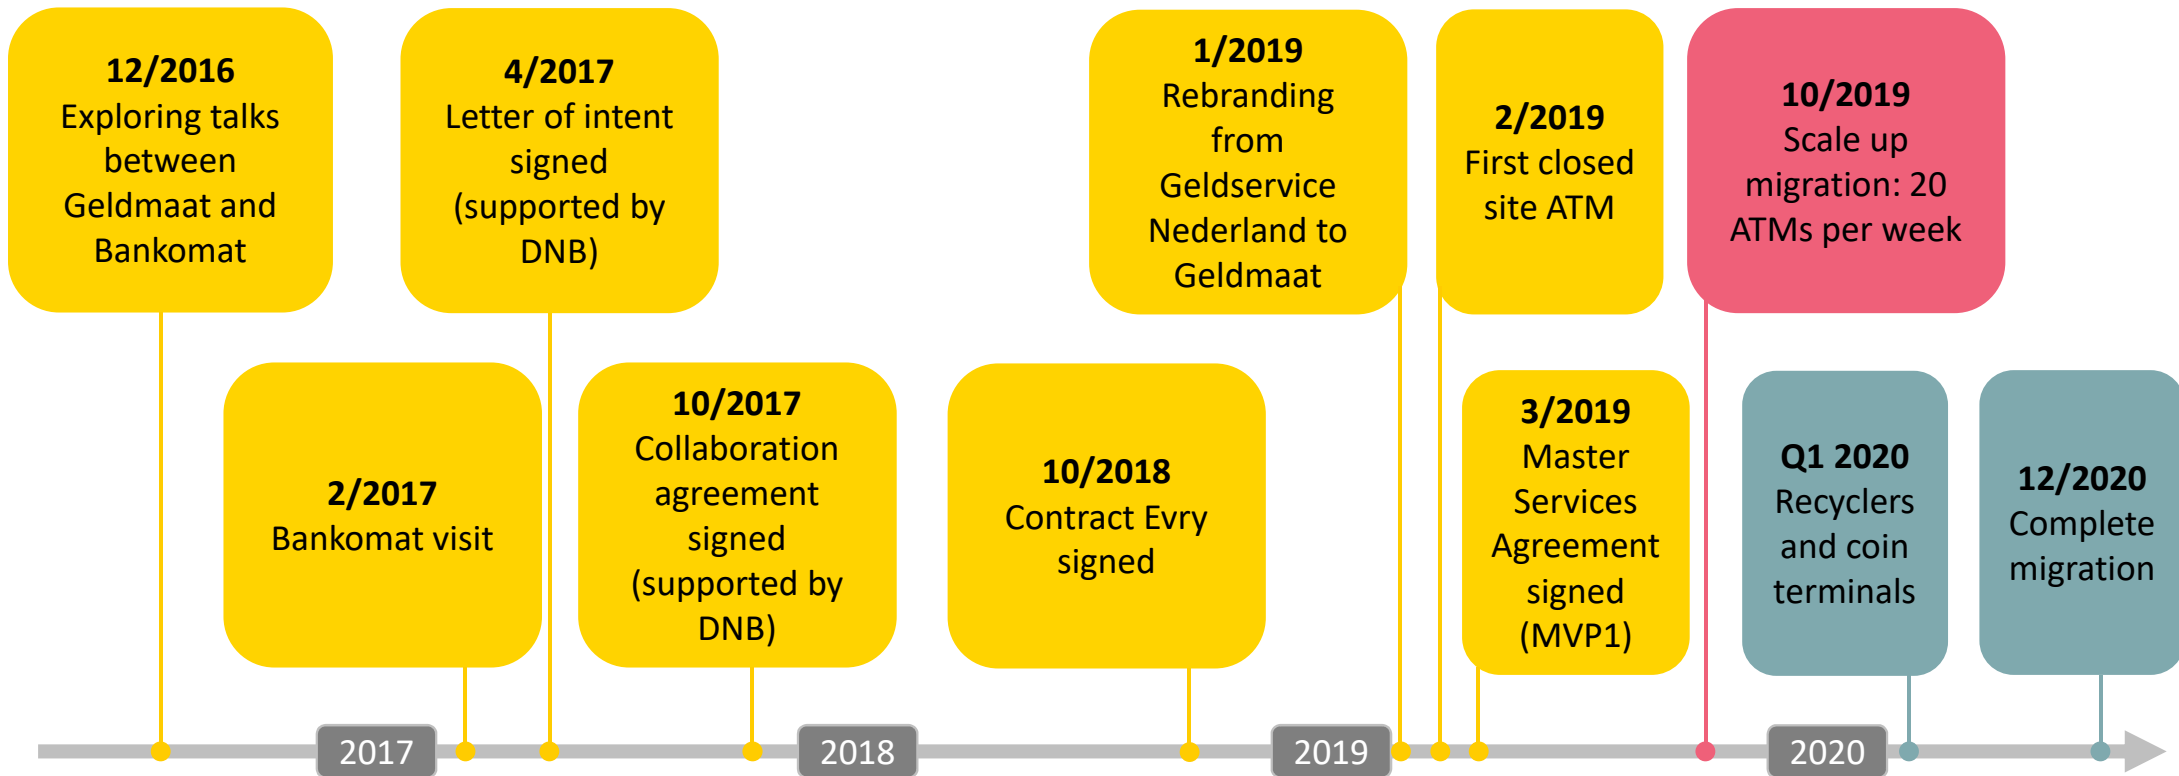 12/2016
Exploring talks
between
Geldmaat and
Bankomat
4/2017
Letter of intent
signed
(supported by
DNB)
1/2019
Rebranding
from
Geldservice
Nederland to
Geldmaat
2/2019
First closed
site ATM
10/2019
Scale up
migration: 20
ATMs per week
2/2017
Bankomat visit
10/2017
Collaboration
agreement
signed
(supported by
DNB)
10/2018
Contract Evry
signed
3/2019
Master
Services
Agreement
signed
(MVP1)
Q1 2020
Recyclers
and coin
terminals
12/2020
Complete
migration
2017
2018
2019
2020